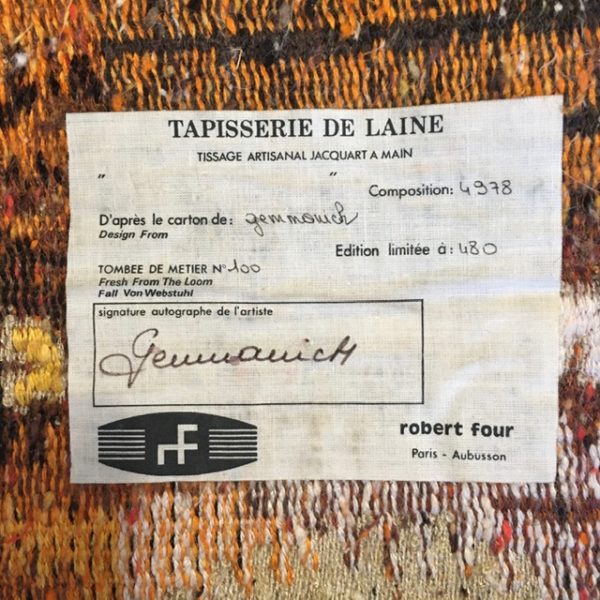 TAPISSERIE DE LAINE
TISSAGE ARTISANAL JACQUART A MAIN
" "
Composition: 4978
D'après le carton de: gemmanich
Design From
Edition limitée à: 480
TOMBEE DE METIER N° 100
Fresh From The Loom
Fall Von Webstuhl
signature autographe de l'artiste
Gemmanich
rf
robert four
Paris - Aubusson